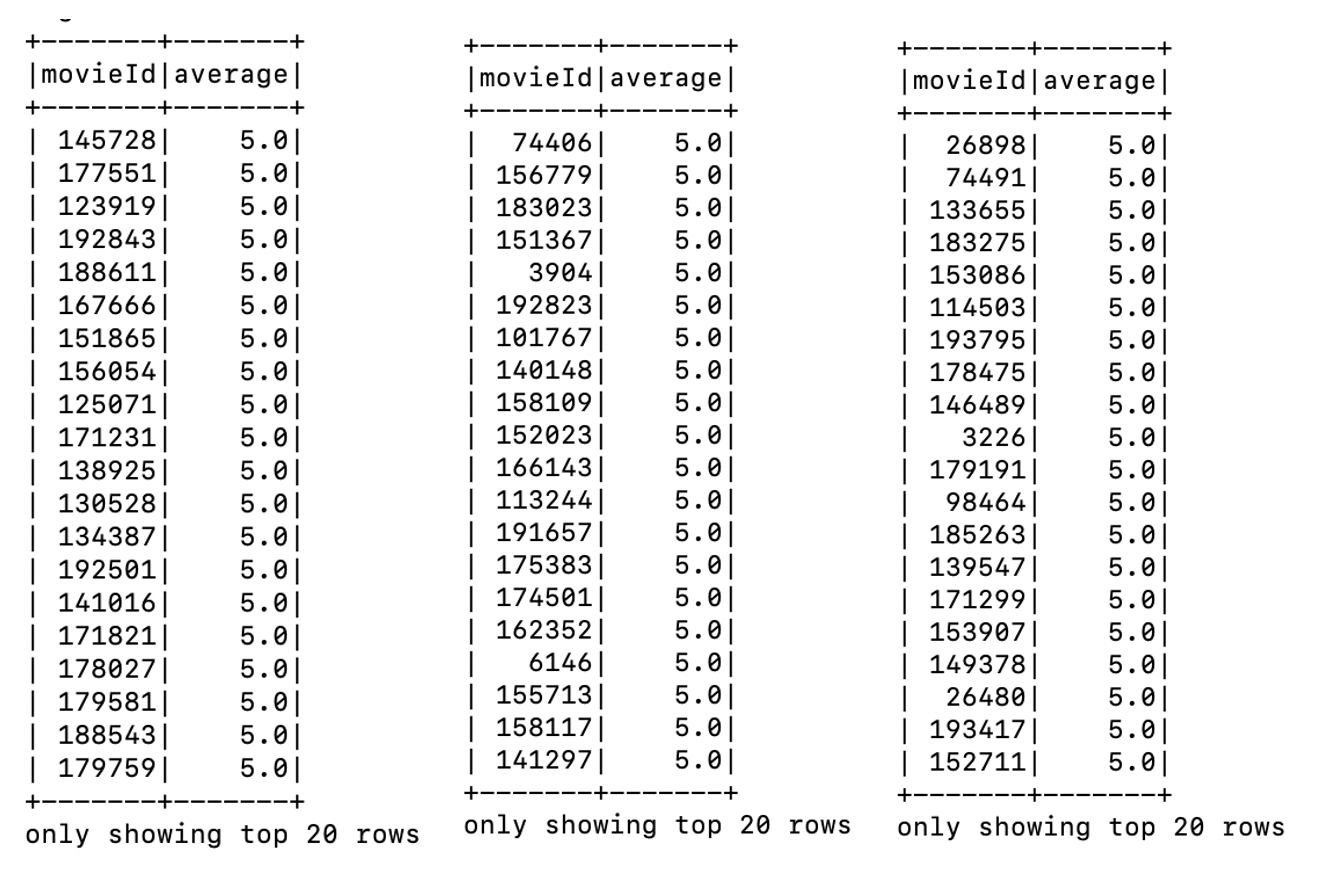 +-------+-------+
|movieId|average|
+-------+-------+
| 145728|    5.0|
| 177551|    5.0|
| 123919|    5.0|
| 192843|    5.0|
| 188611|    5.0|
| 167666|    5.0|
| 151865|    5.0|
| 156054|    5.0|
| 125071|    5.0|
| 171231|    5.0|
| 138925|    5.0|
| 130528|    5.0|
| 134387|    5.0|
| 192501|    5.0|
| 141016|    5.0|
| 171821|    5.0|
| 178027|    5.0|
| 179581|    5.0|
| 188543|    5.0|
| 179759|    5.0|
+-------+-------+
only showing top 20 rows
+-------+-------+
|movieId|average|
+-------+-------+
|  74406|    5.0|
| 156779|    5.0|
| 183023|    5.0|
| 151367|    5.0|
|   3904|    5.0|
| 192823|    5.0|
| 101767|    5.0|
| 140148|    5.0|
| 158109|    5.0|
| 152023|    5.0|
| 166143|    5.0|
| 113244|    5.0|
| 191657|    5.0|
| 175383|    5.0|
| 174501|    5.0|
| 162352|    5.0|
|   6146|    5.0|
| 155713|    5.0|
| 158117|    5.0|
| 141297|    5.0|
+-------+-------+
only showing top 20 rows
+-------+-------+
|movieId|average|
+-------+-------+
|  26898|    5.0|
|  74491|    5.0|
| 133655|    5.0|
| 183275|    5.0|
| 153086|    5.0|
| 114503|    5.0|
| 193795|    5.0|
| 178475|    5.0|
| 146489|    5.0|
|   3226|    5.0|
| 179191|    5.0|
|  98464|    5.0|
| 185263|    5.0|
| 139547|    5.0|
| 171299|    5.0|
| 153907|    5.0|
| 149378|    5.0|
|  26480|    5.0|
| 193417|    5.0|
| 152711|    5.0|
+-------+-------+
only showing top 20 rows